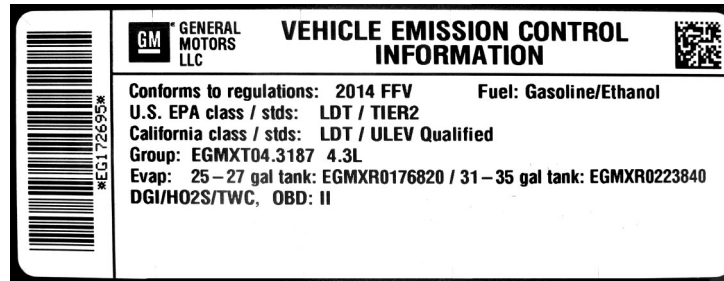 *EG172695*
GM GENERAL MOTORS LLC
VEHICLE EMISSION CONTROL
INFORMATION
Conforms to regulations: 2014 FFV Fuel: Gasoline/Ethanol
U.S. EPA class / stds: LDT / TIER2
California class / stds: LDT / ULEV Qualified
Group: EGMXT04.3187 4.3L
Evap: 25–27 gal tank: EGMXR0176820 / 31–35 gal tank: EGMXR0223840
DGI/HO2S/TWC, OBD: II